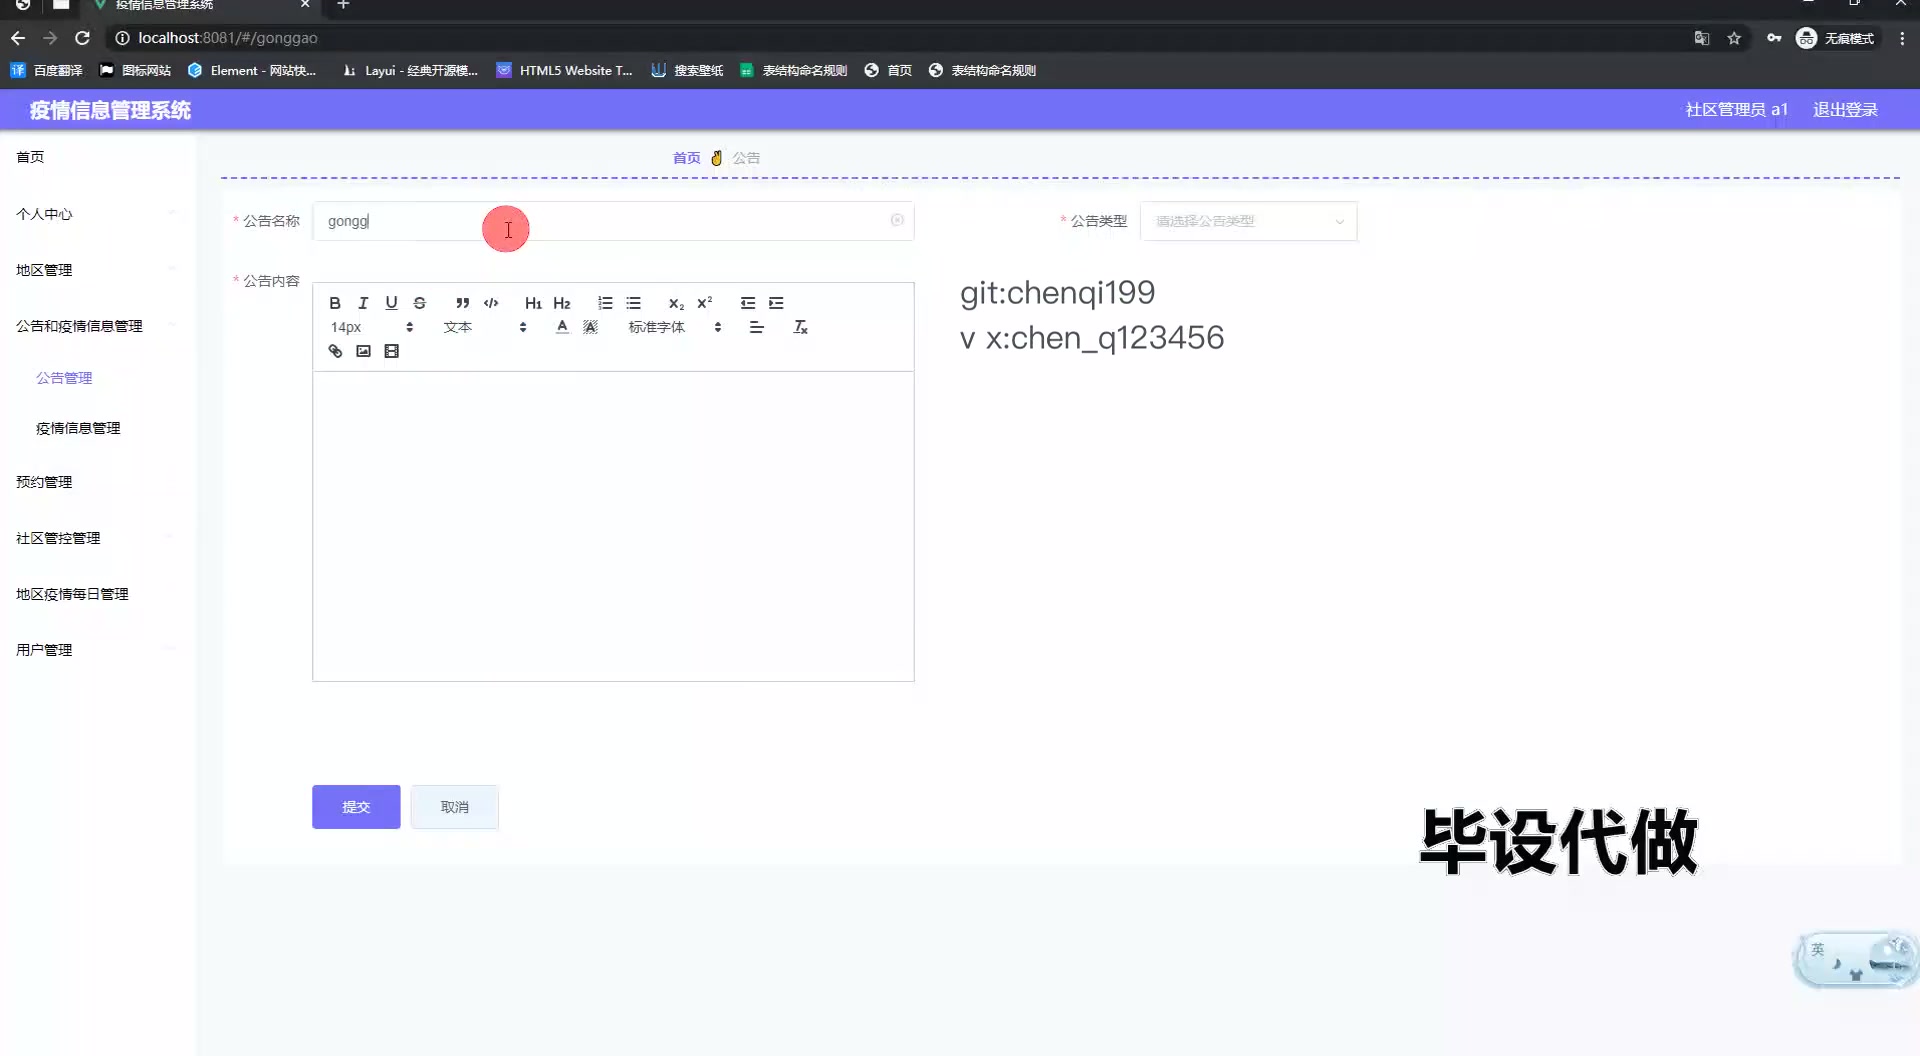 疫情信息管理系统
localhost:8081/#/gonggao
无痕模式
百度翻译
图标网站
Element - 网站快...
Layui - 经典开源模...
HTML5 Website T...
搜索壁纸
表结构命名规则
首页
表结构命名规则
疫情信息管理系统
社区管理员 a1
退出登录
首页
个人中心
地区管理
公告和疫情信息管理
公告管理
疫情信息管理
预约管理
社区管控管理
地区疫情每日管理
用户管理
首页 公告
* 公告名称
gongg
* 公告类型
请选择公告类型
* 公告内容
14px
文本
标准字体
git:chenqi199
v x:chen_q123456
提交
取消
毕设代做
英